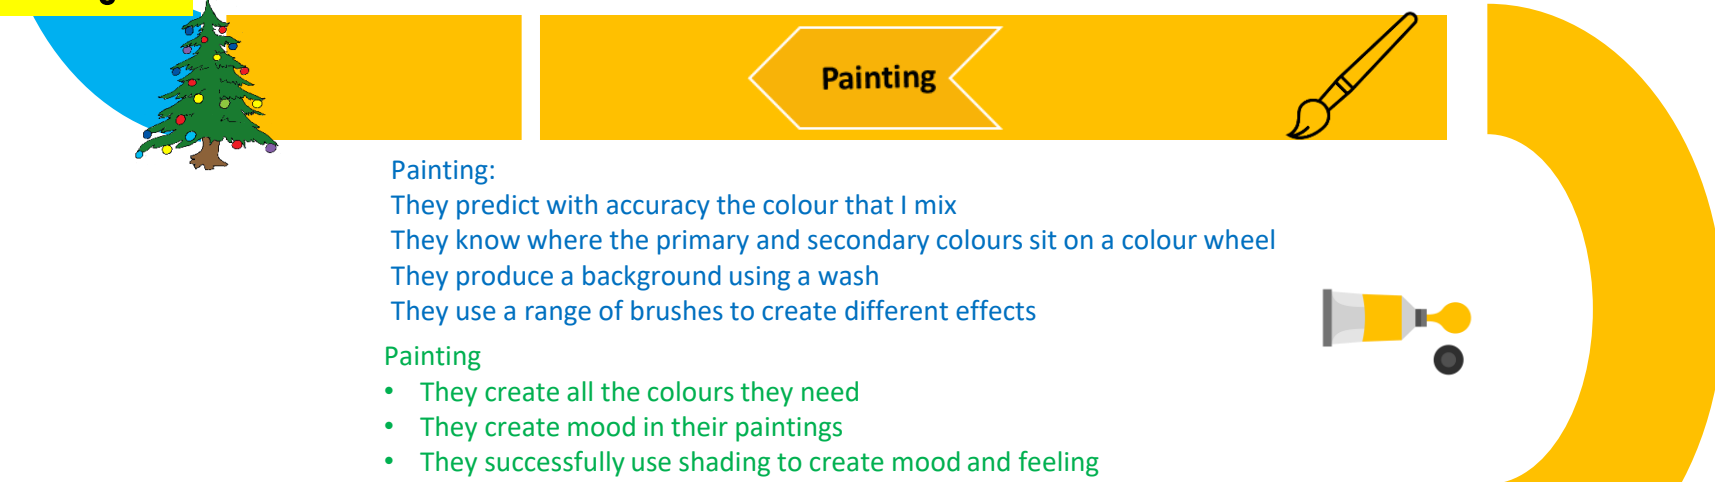 Painting
Painting:
They predict with accuracy the colour that I mix
They know where the primary and secondary colours sit on a colour wheel
They produce a background using a wash
They use a range of brushes to create different effects
Painting
• They create all the colours they need
• They create mood in their paintings
• They successfully use shading to create mood and feeling